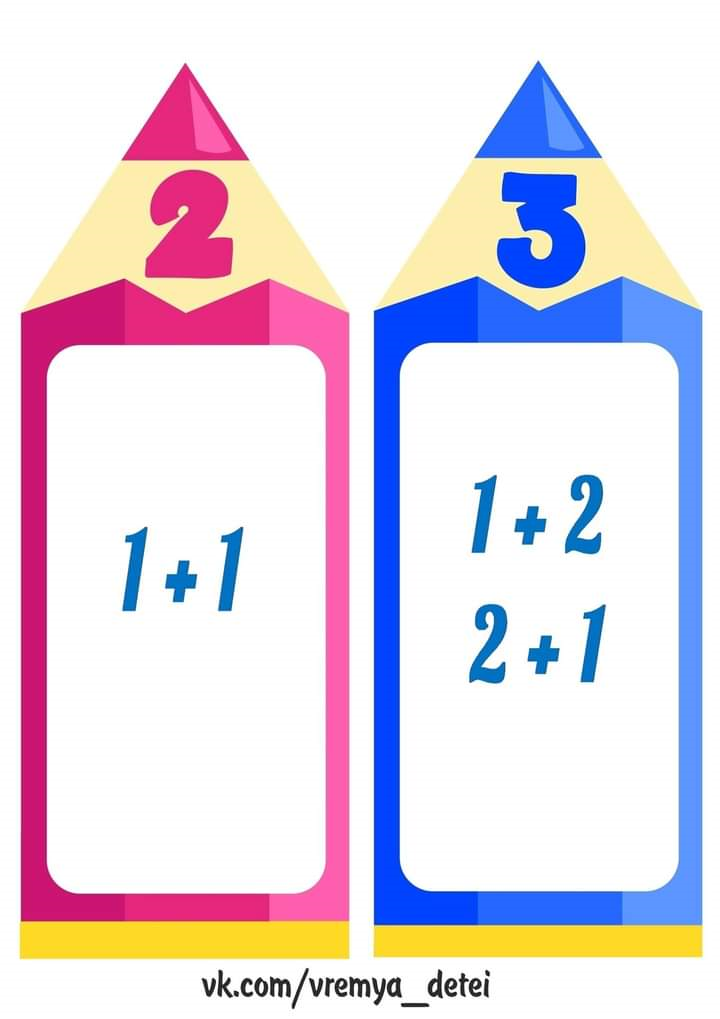 2
1 + 1
3
1 + 2
2 + 1
vk.com/vremya_detei